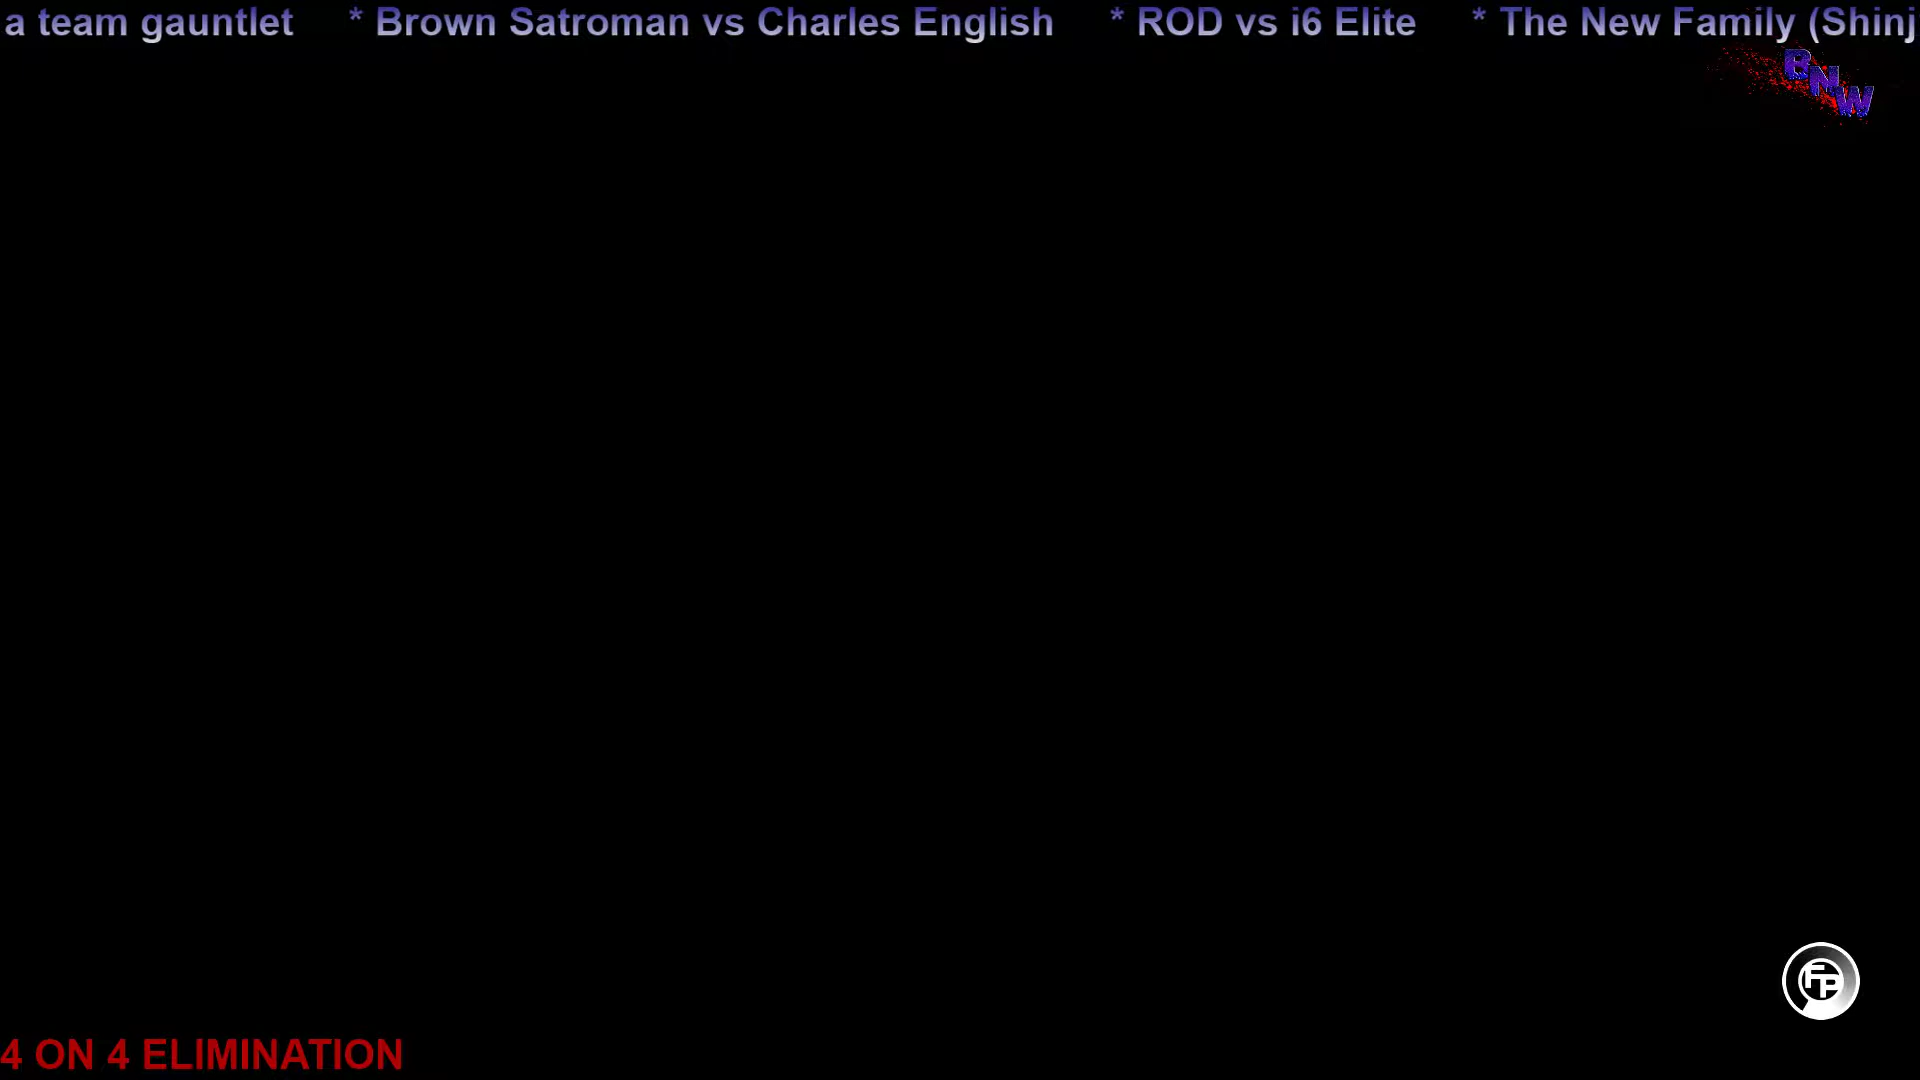 a team gauntlet * Brown Satroman vs Charles English * ROD vs i6 Elite * The New Family (Shinj
BNW
FP
4 ON 4 ELIMINATION